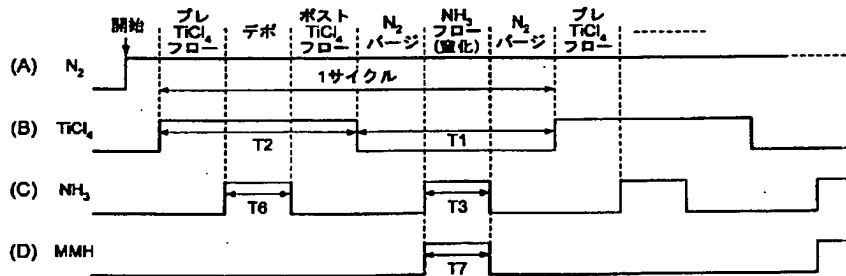 開始
プレ
TiCl4
フロー
デポ
ポスト
TiCl4
フロー
N2
パージ
NH3
フロー
(窒化)
N2
パージ
プレ
TiCl4
フロー
(A) N2
1サイクル
(B) TiCl4
T2
T1
(C) NH3
T6
T3
(D) MMH
T7